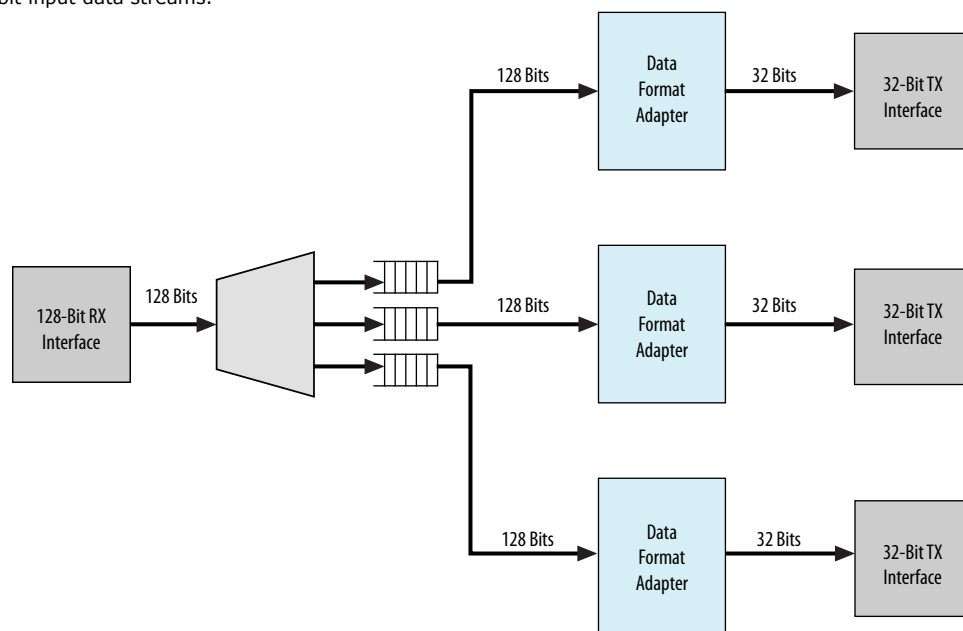 bit input data streams.
128 Bits
Data
Format
Adapter
32 Bits
32-Bit TX
Interface
128-Bit RX
Interface
128 Bits
128 Bits
Data
Format
Adapter
32 Bits
32-Bit TX
Interface
128 Bits
Data
Format
Adapter
32 Bits
32-Bit TX
Interface